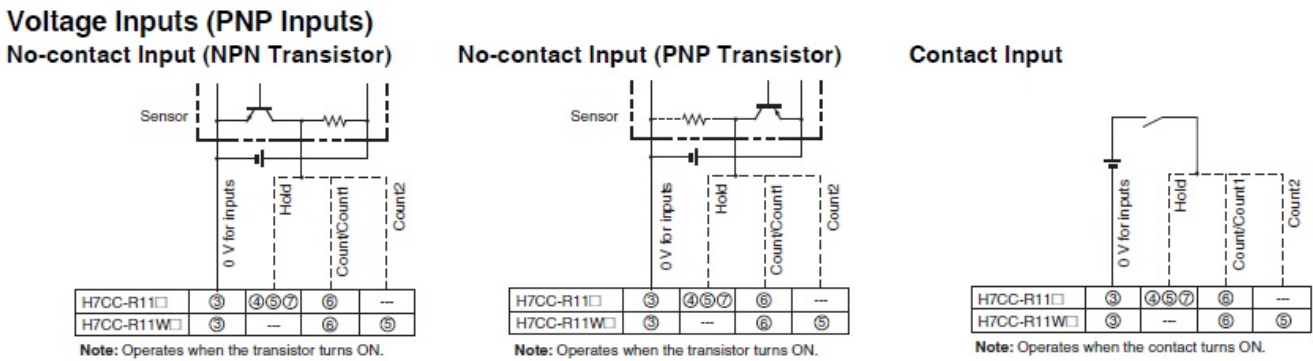 Voltage Inputs (PNP Inputs)
No-contact Input (NPN Transistor)
Sensor
0 V for inputs
Hold
Count/Count1
Count2
H7CC-R11□ ③ ④⑤⑦ ⑥ ---
H7CC-R11W□ ③ --- ⑥ ⑤
Note: Operates when the transistor turns ON.
No-contact Input (PNP Transistor)
Sensor
0 V for inputs
Hold
Count/Count1
Count2
H7CC-R11□ ③ ④⑤⑦ ⑥ ---
H7CC-R11W□ ③ --- ⑥ ⑤
Note: Operates when the transistor turns ON.
Contact Input
0 V for inputs
Hold
Count/Count1
Count2
H7CC-R11□ ③ ④⑤⑦ ⑥ ---
H7CC-R11W□ ③ --- ⑥ ⑤
Note: Operates when the contact turns ON.